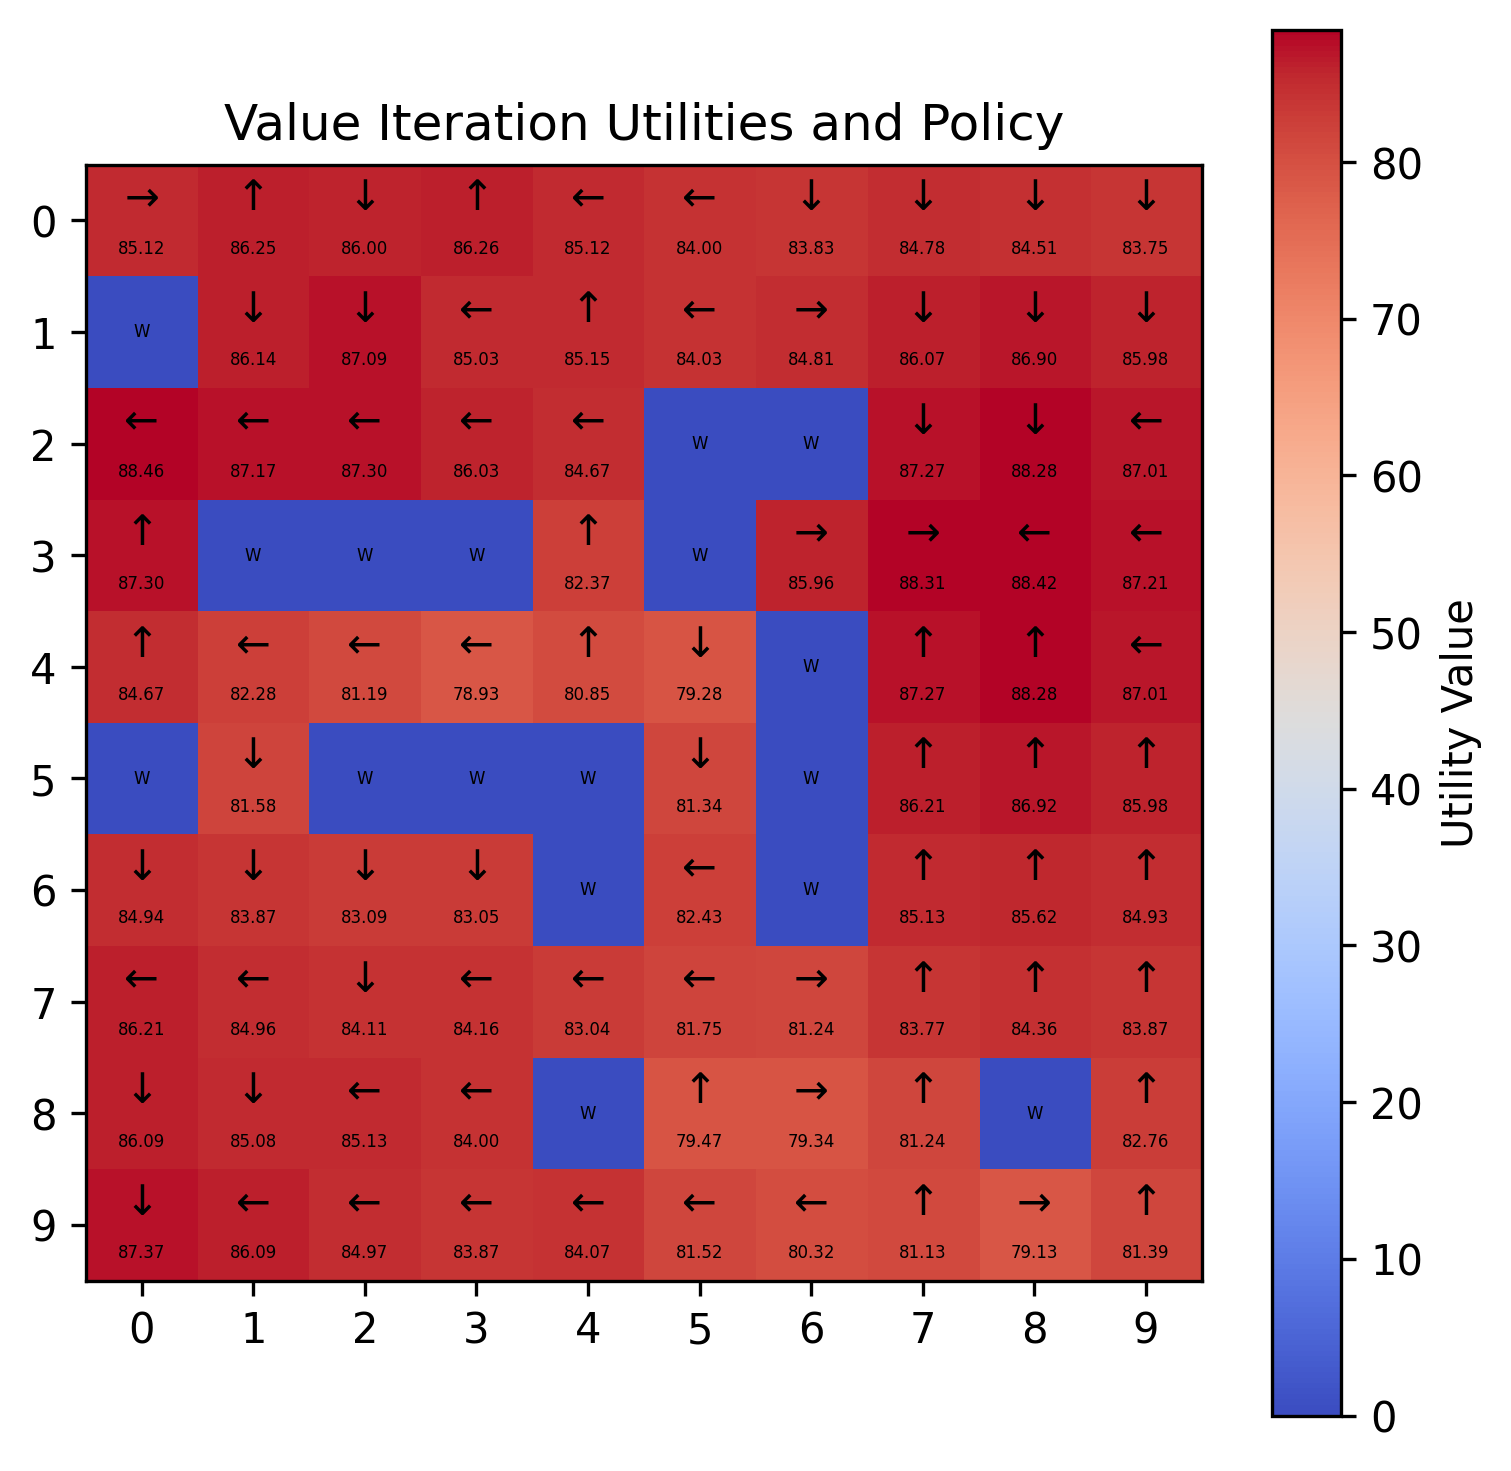 Value Iteration Utilities and Policy
0 → ↑ ↓ ↑ ← ← ↓ ↓ ↓ ↓
85.12 86.25 86.00 86.26 85.12 84.00 83.83 84.78 84.51 83.75
1 W ↓ ↓ ← ↑ ← → ↓ ↓ ↓
86.14 87.09 85.03 85.15 84.03 84.81 86.07 86.90 85.98
2 ← ← ← ← ← W W ↓ ↓ ←
88.46 87.17 87.30 86.03 84.67 87.27 88.28 87.01
3 ↑ W W W ↑ W → → ← ←
87.30 82.37 85.96 88.31 88.42 87.21
4 ↑ ← ← ← ↑ ↓ W ↑ ↑ ←
84.67 82.28 81.19 78.93 80.85 79.28 87.27 88.28 87.01
5 W ↓ W W W ↓ W ↑ ↑ ↑
81.58 81.34 86.21 86.92 85.98
6 ↓ ↓ ↓ ↓ W ← W ↑ ↑ ↑
84.94 83.87 83.09 83.05 82.43 85.13 85.62 84.93
7 ← ← ↓ ← ← ← → ↑ ↑ ↑
86.21 84.96 84.11 84.16 83.04 81.75 81.24 83.77 84.36 83.87
8 ↓ ↓ ← ← W ↑ → ↑ W ↑
86.09 85.08 85.13 84.00 79.47 79.34 81.24 82.76
9 ↓ ← ← ← ← ← ← ↑ → ↑
87.37 86.09 84.97 83.87 84.07 81.52 80.32 81.13 79.13 81.39
0 1 2 3 4 5 6 7 8 9
80
70
60
50
40
30
20
10
0
Utility Value